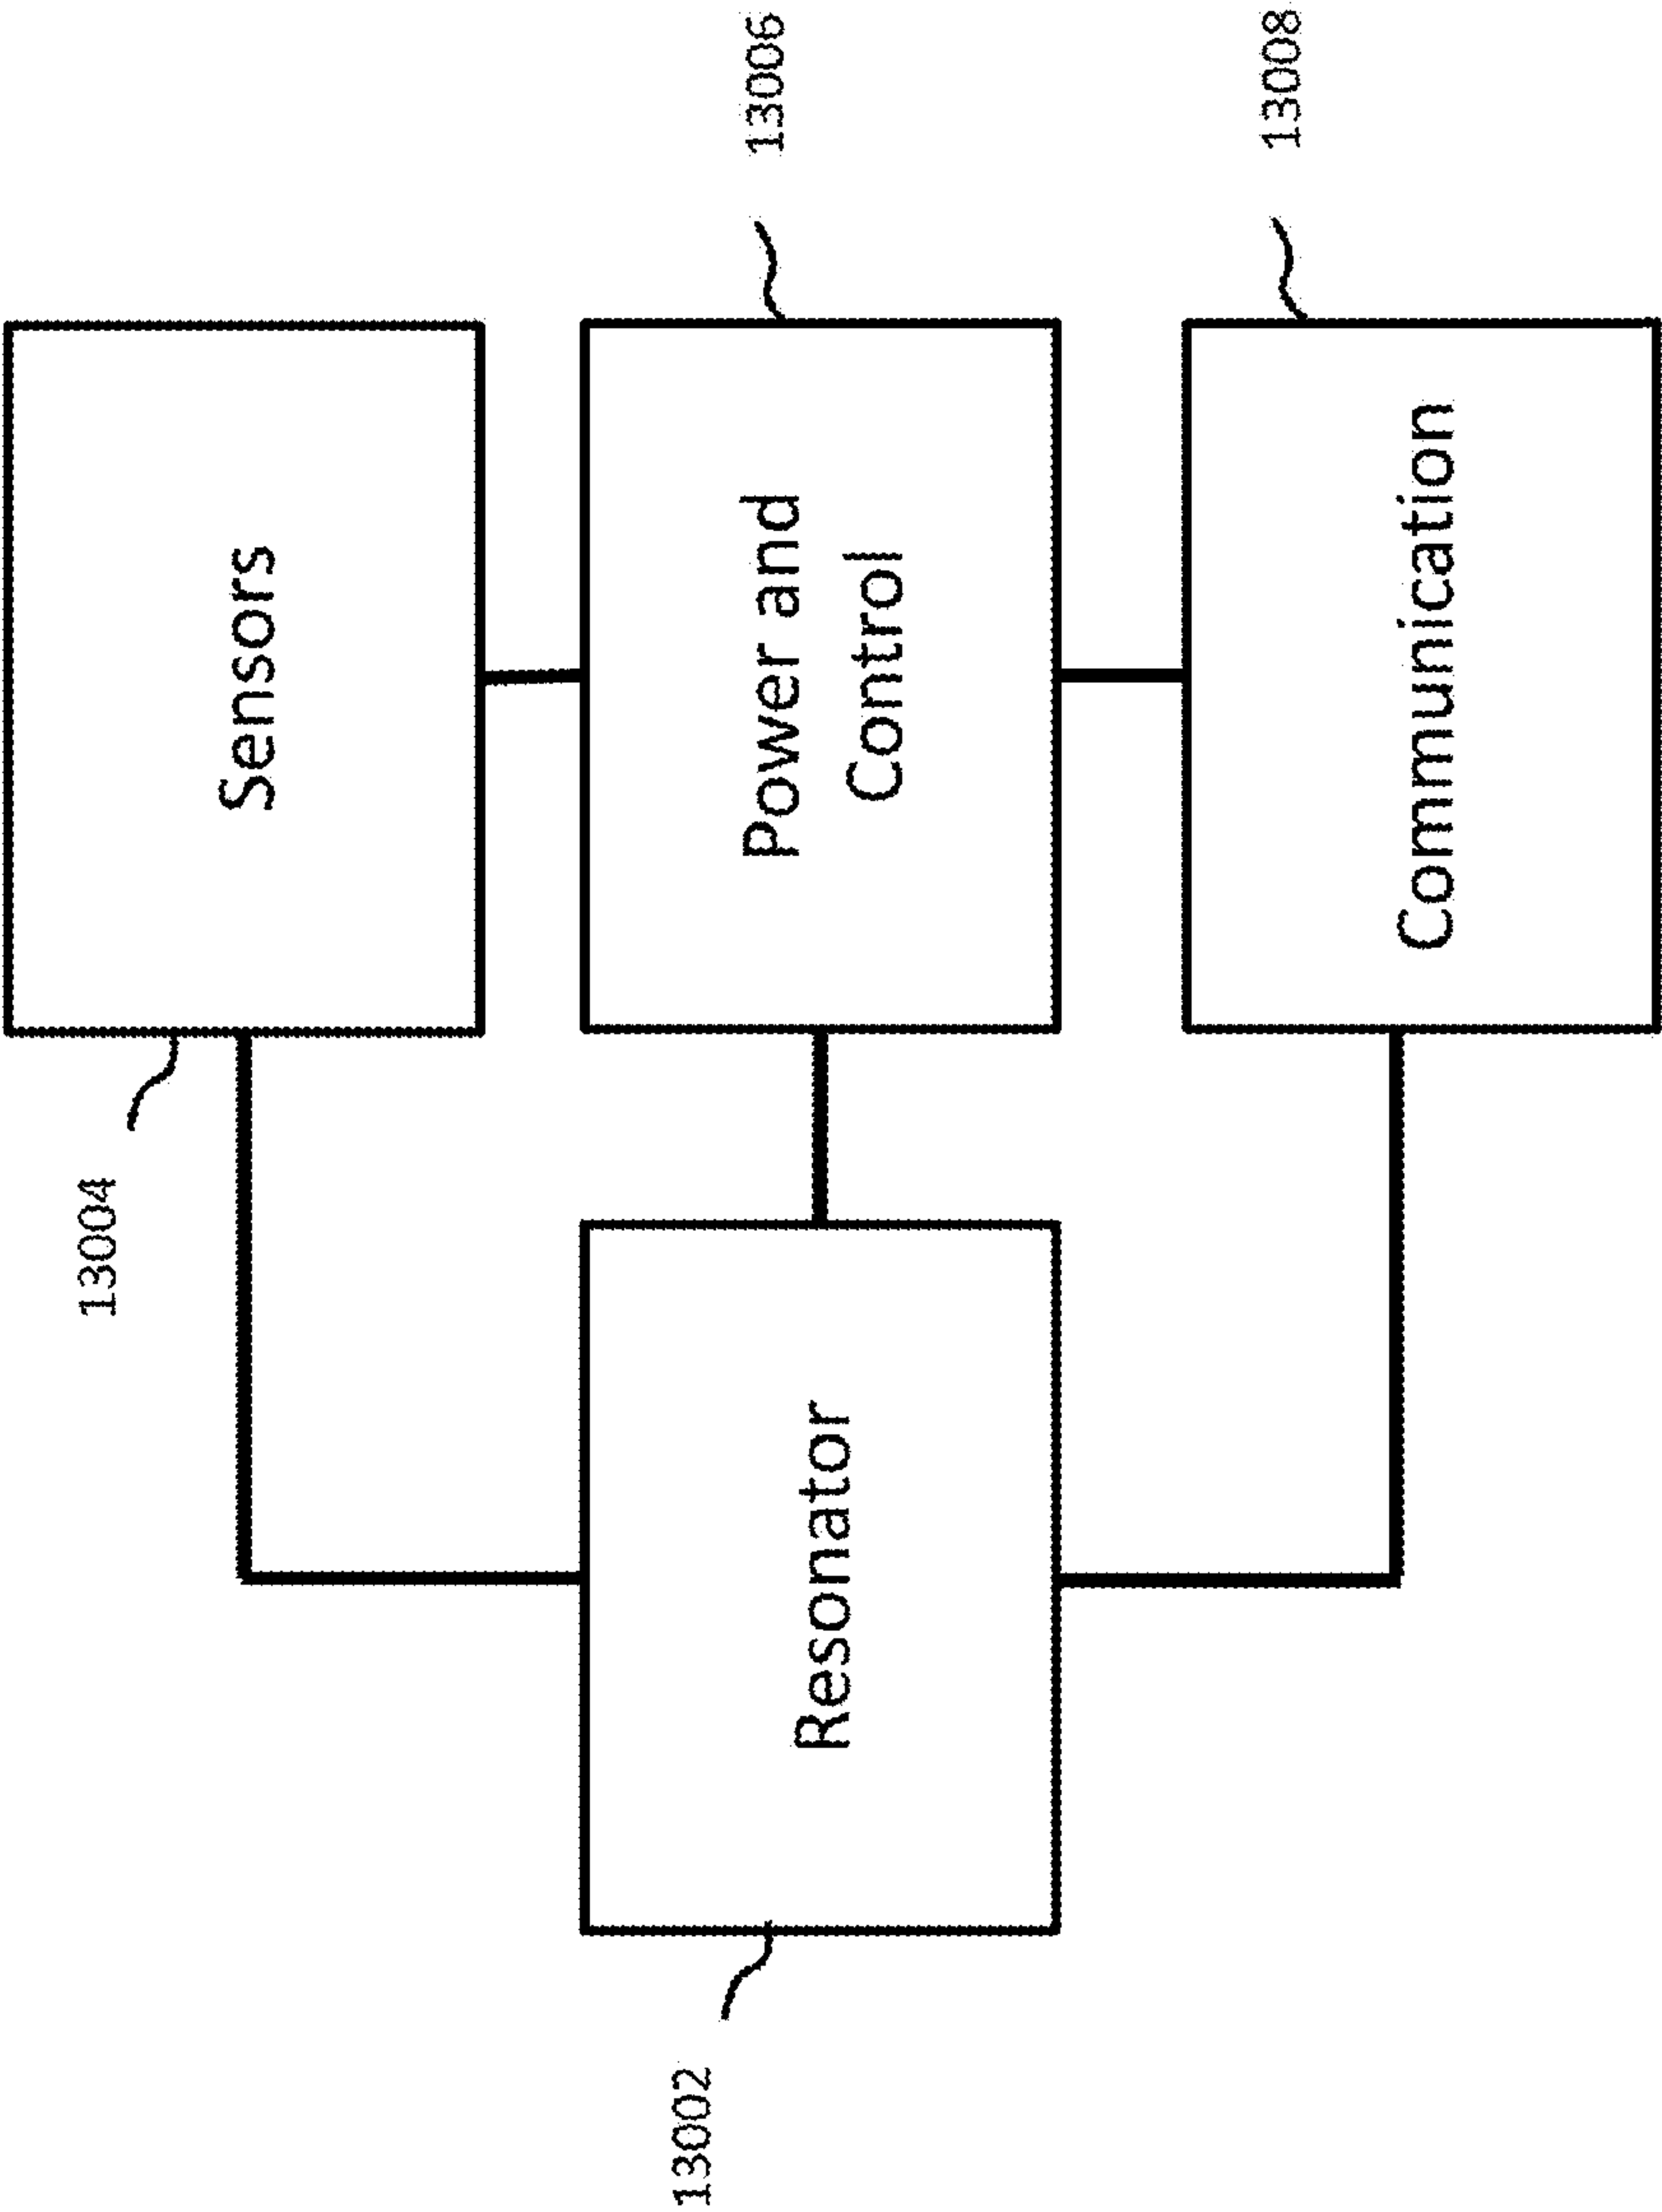 Sensors
13004
Power and
Control
13006
Resonator
13002
Communication
13008